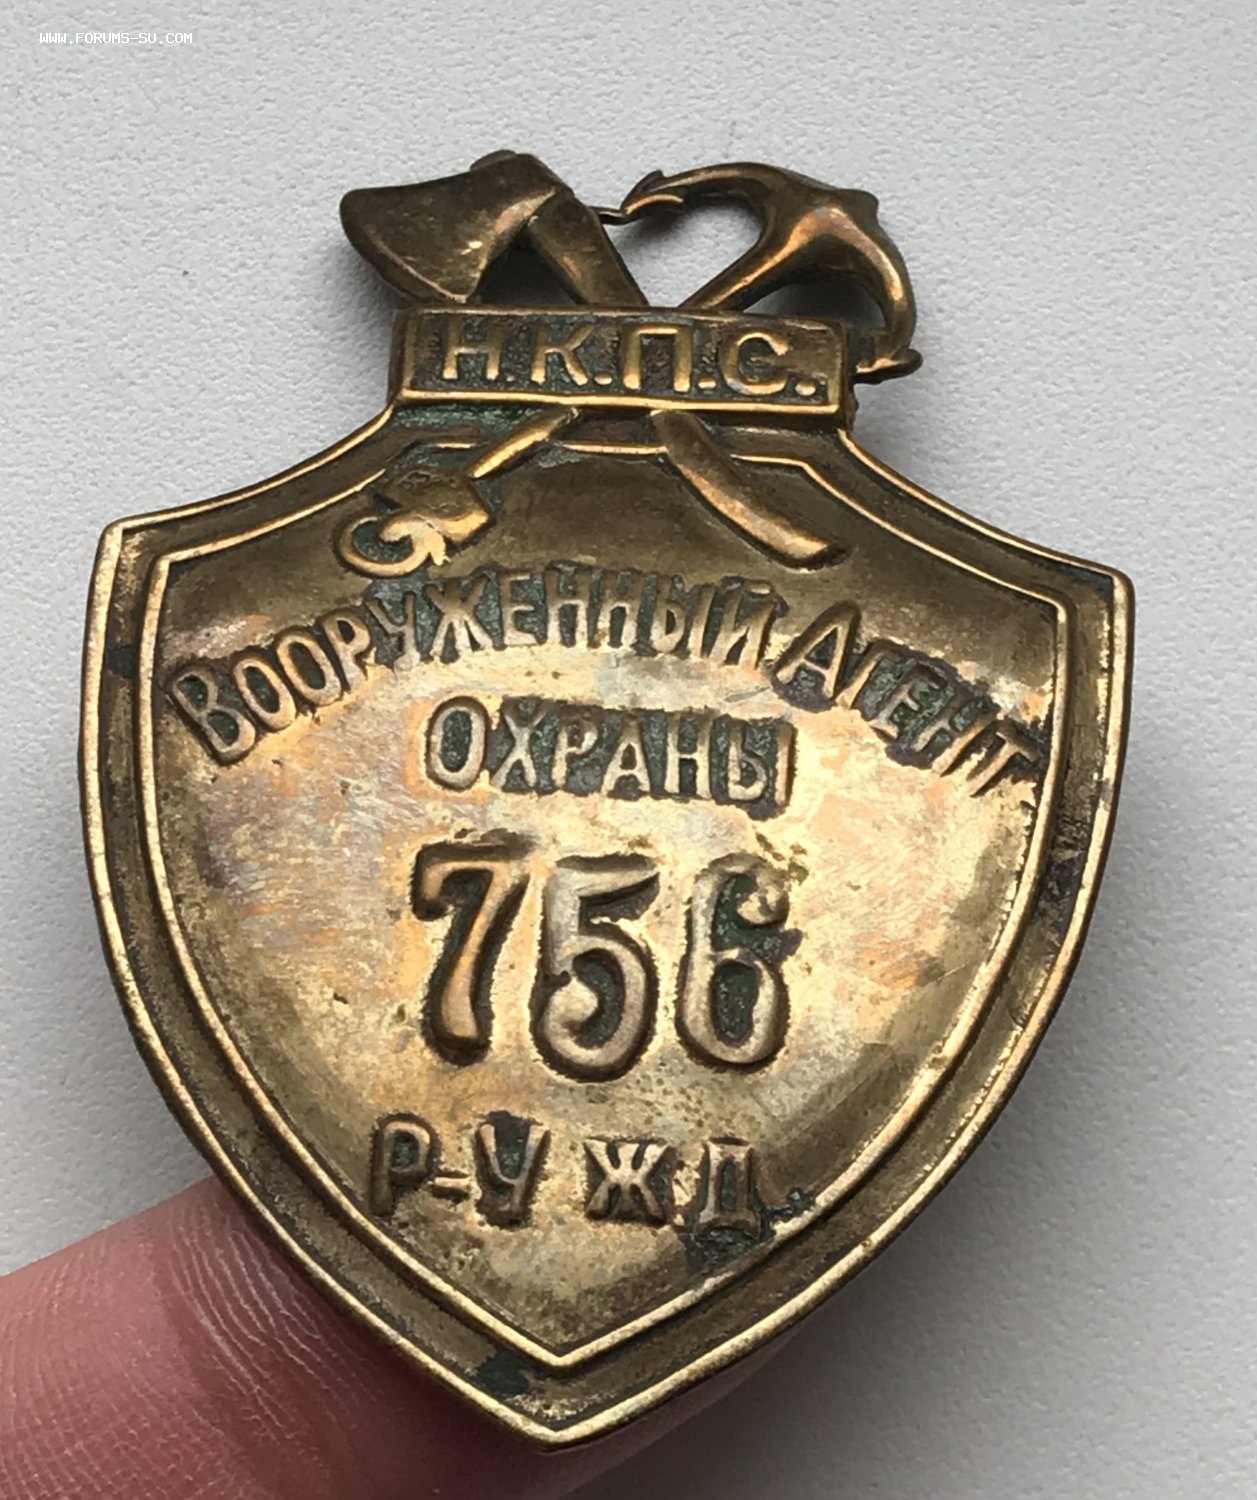 WWW.FORUMS-SU.COM
Н.К.П.С.
ВООРУЖЕННЫЙ АГЕНТ
ОХРАНЫ
756
Р-У Ж.Д.